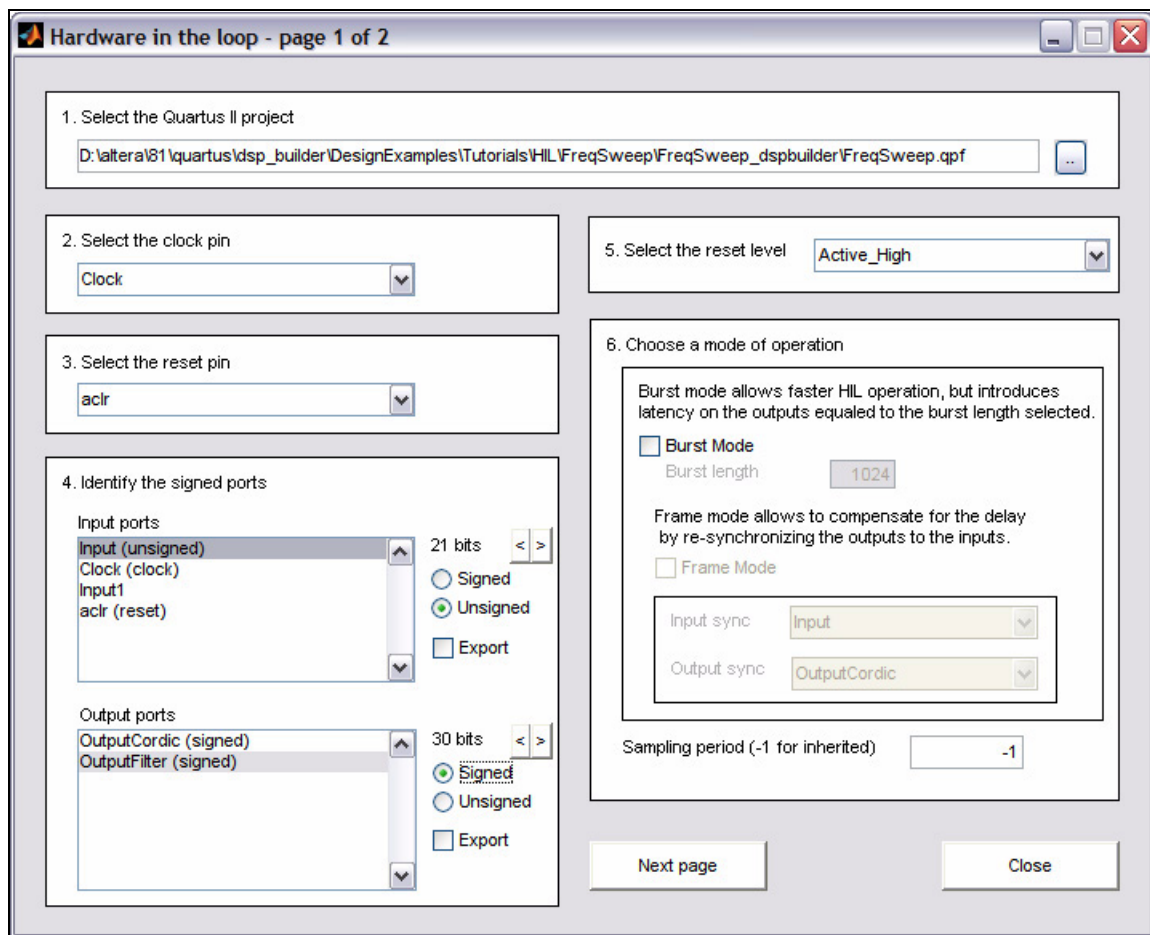 Hardware in the loop - page 1 of 2
1. Select the Quartus II project
D:\altera\81\quartus\dsp_builder\DesignExamples\Tutorials\HIL\FreqSweep\FreqSweep_dspbuilder\FreqSweep.qpf
..
2. Select the clock pin
Clock
3. Select the reset pin
aclr
4. Identify the signed ports
Input ports
Input (unsigned)
Clock (clock)
Input1
aclr (reset)
21 bits < >
Signed
Unsigned
Export
Output ports
OutputCordic (signed)
OutputFilter (signed)
30 bits < >
Signed
Unsigned
Export
5. Select the reset level
Active_High
6. Choose a mode of operation
Burst mode allows faster HIL operation, but introduces
latency on the outputs equaled to the burst length selected.
Burst Mode
Burst length 1024
Frame mode allows to compensate for the delay
by re-synchronizing the outputs to the inputs.
Frame Mode
Input sync Input
Output sync OutputCordic
Sampling period (-1 for inherited) -1
Next page
Close